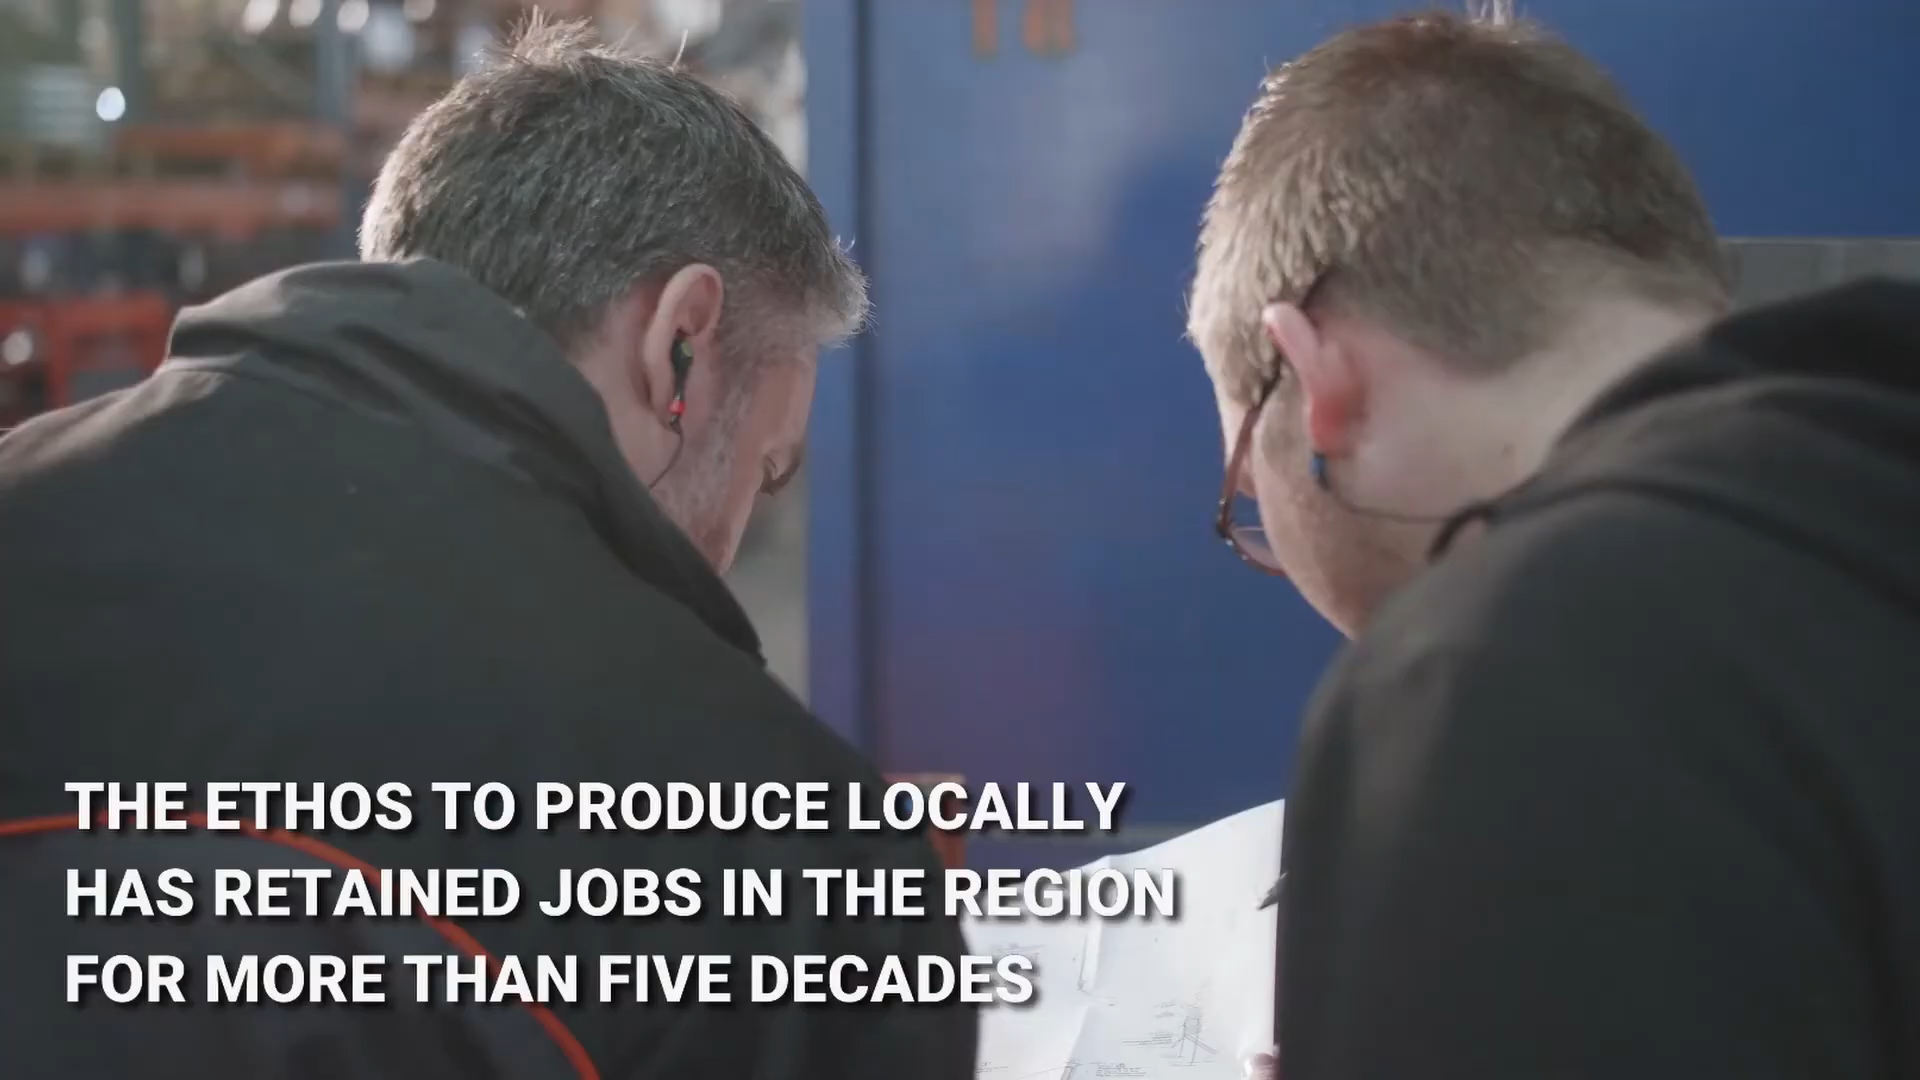 THE ETHOS TO PRODUCE LOCALLY
HAS RETAINED JOBS IN THE REGION
FOR MORE THAN FIVE DECADES